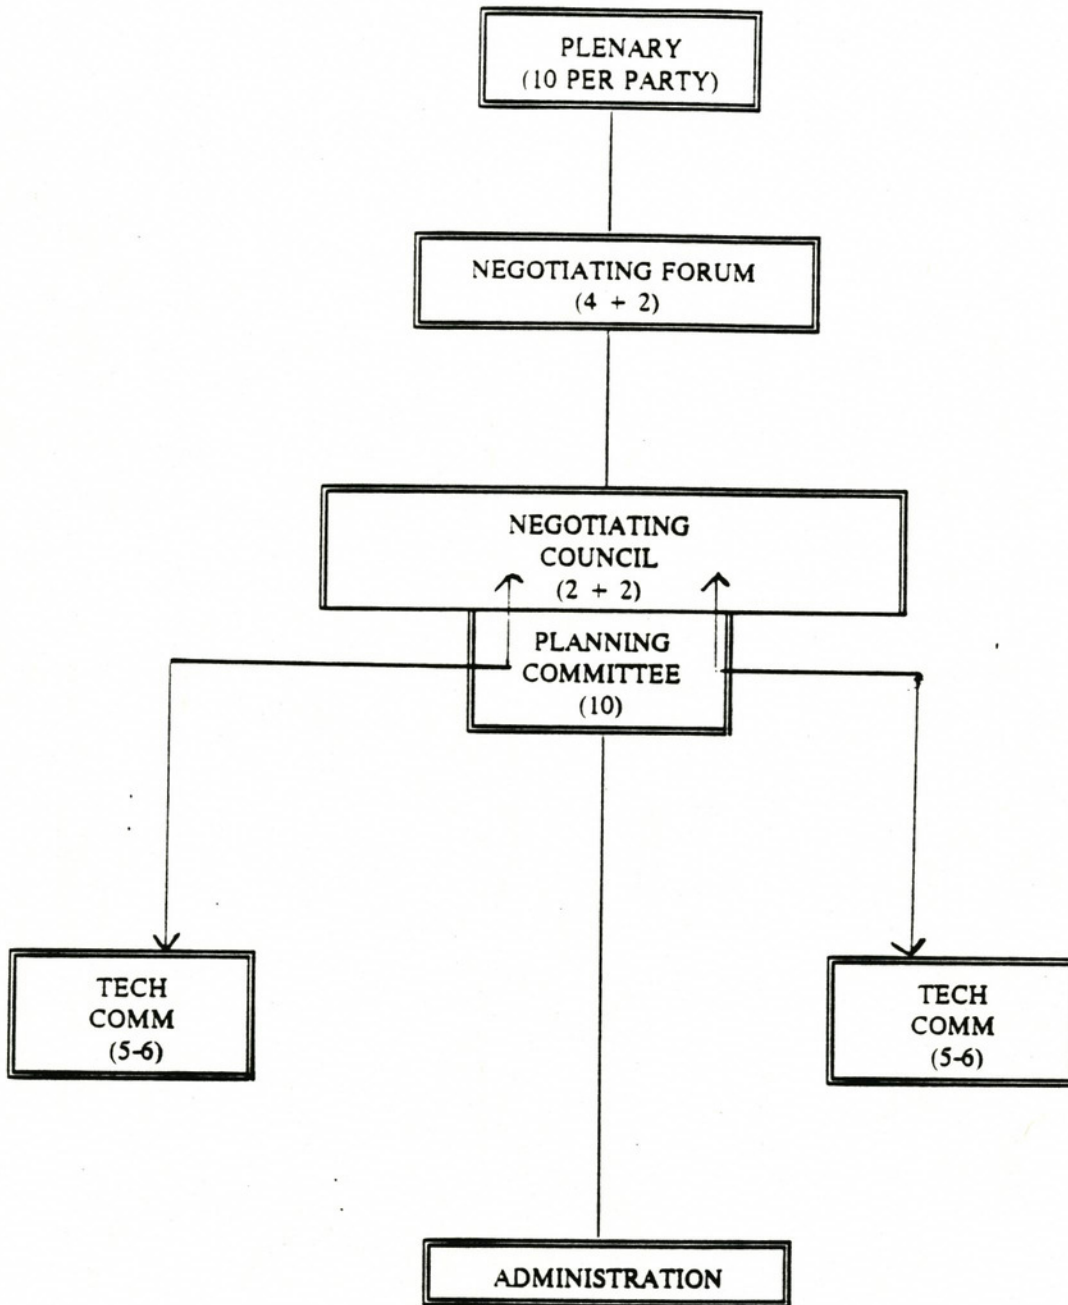 PLENARY
(10 PER PARTY)
NEGOTIATING FORUM
(4 + 2)
NEGOTIATING
COUNCIL
(2 + 2)
PLANNING
COMMITTEE
(10)
TECH
COMM
(5-6)
TECH
COMM
(5-6)
ADMINISTRATION